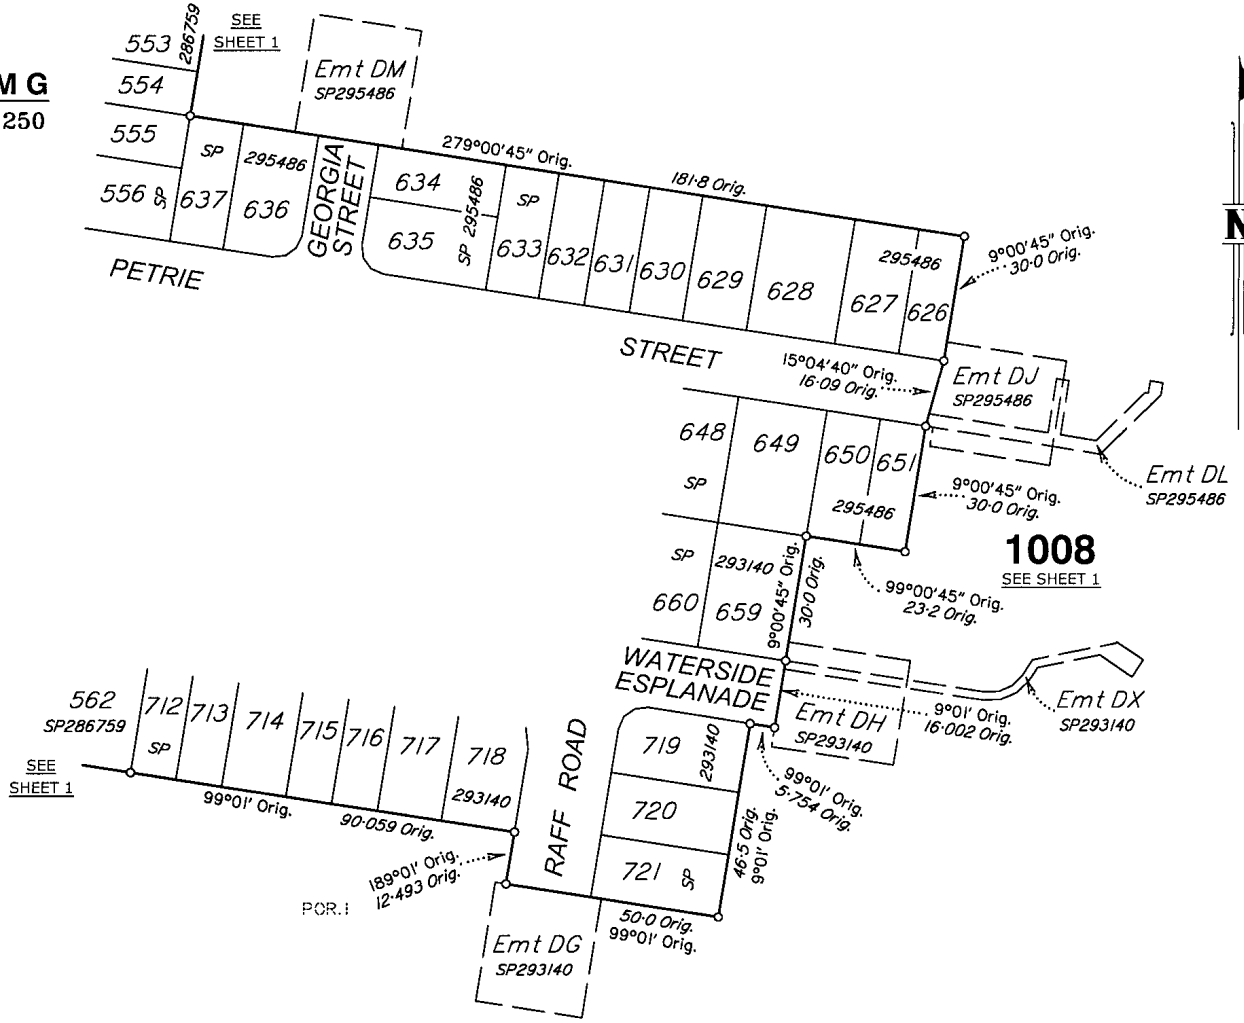 286759
SEE
SHEET 1
553
554
M G
250
Emt DM
SP295486
555
SP
295486
279°00'45" Orig.
181·8 Orig.
556
SP
637
636
GEORGIA
STREET
634
635
SP 295486
SP
633
632
631
630
629
628
627
295486
626
9°00'45" Orig.
30·0 Orig.
N
PETRIE
STREET
15°04'40" Orig.
16·09 Orig.
Emt DJ
SP295486
648
SP
649
650
651
295486
9°00'45" Orig.
30·0 Orig.
Emt DL
SP295486
1008
SEE SHEET 1
SP
293140
660
659
9°00'45" Orig.
30·0 Orig.
99°00'45" Orig.
23·2 Orig.
WATERSIDE
ESPLANADE
Emt DH
SP293140
9°01' Orig.
16·002 Orig.
Emt DX
SP293140
562
SP286759
712
SP
713
714
715
716
717
718
293140
SEE
SHEET 1
99°01' Orig.
90·059 Orig.
RAFF ROAD
719
293140
720
721
SP
99°01' Orig.
5·754 Orig.
46·5 Orig.
9°01' Orig.
189°01' Orig.
12·493 Orig.
POR.1
50·0 Orig.
99°01' Orig.
Emt DG
SP293140